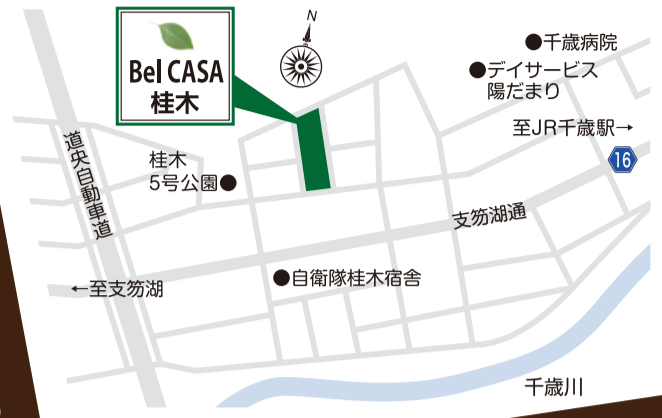 N
Bel CASA
桂木
●千歳病院
●デイサービス
陽だまり
至JR千歳駅→
16
道央自動車道
桂木
5号公園●
支笏湖通
←至支笏湖
●自衛隊桂木宿舎
千歳川